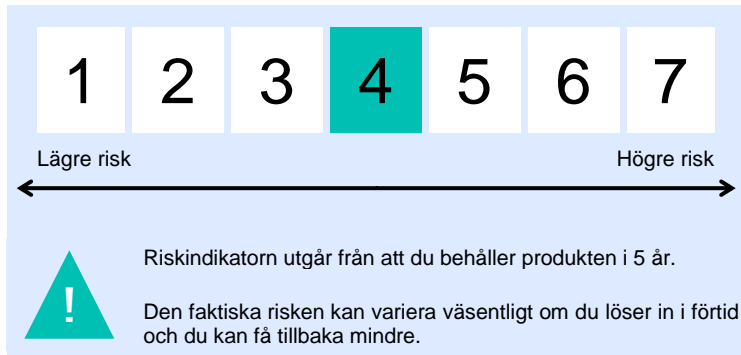 1 2 3 4 5 6 7
Lägre risk Högre risk
!
Riskindikatorn utgår från att du behåller produkten i 5 år.
Den faktiska risken kan variera väsentligt om du löser in i förtid
och du kan få tillbaka mindre.